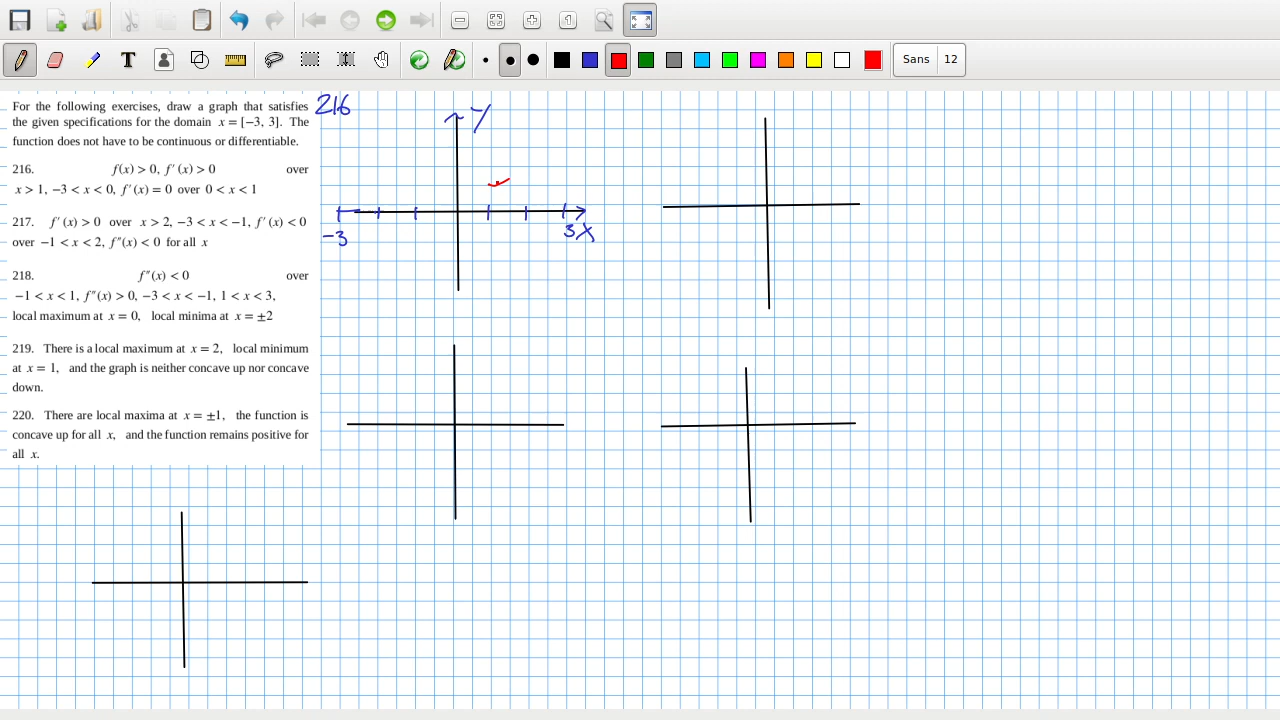 1
T
Sans 12
For the following exercises, draw a graph that satisfies
the given specifications for the domain x = [−3, 3]. The
function does not have to be continuous or differentiable.
216. f(x) > 0, f′(x) > 0 over
x > 1, −3 < x < 0, f′(x) = 0 over 0 < x < 1
217. f′(x) > 0 over x > 2, −3 < x < −1, f′(x) < 0
over −1 < x < 2, f″(x) < 0 for all x
218. f″(x) < 0 over
−1 < x < 1, f″(x) > 0, −3 < x < −1, 1 < x < 3,
local maximum at x = 0, local minima at x = ±2
219. There is a local maximum at x = 2, local minimum
at x = 1, and the graph is neither concave up nor concave
down.
220. There are local maxima at x = ±1, the function is
concave up for all x, and the function remains positive for
all x.
216
Y
-3
3 X